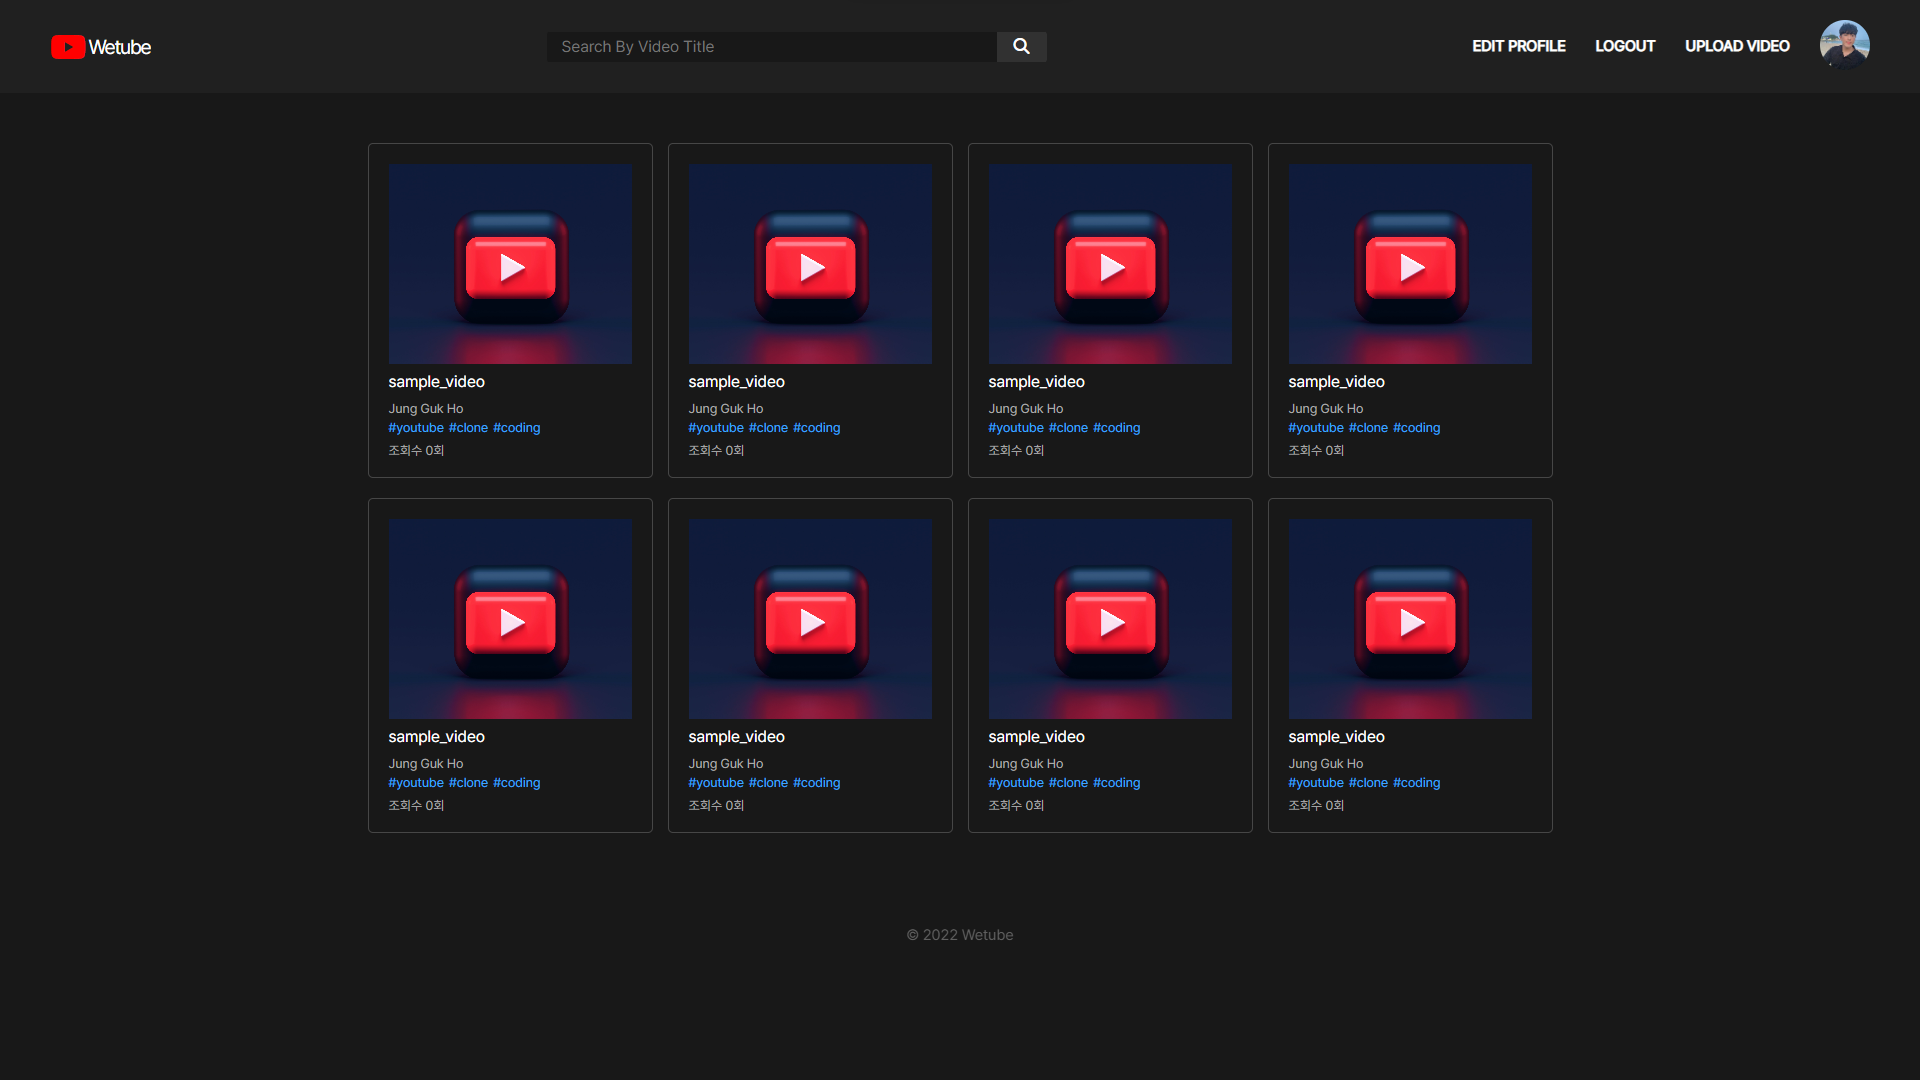 Wetube
Search By Video Title
EDIT PROFILE LOGOUT UPLOAD VIDEO
sample_video
Jung Guk Ho
#youtube #clone #coding
조회수 0회
sample_video
Jung Guk Ho
#youtube #clone #coding
조회수 0회
sample_video
Jung Guk Ho
#youtube #clone #coding
조회수 0회
sample_video
Jung Guk Ho
#youtube #clone #coding
조회수 0회
sample_video
Jung Guk Ho
#youtube #clone #coding
조회수 0회
sample_video
Jung Guk Ho
#youtube #clone #coding
조회수 0회
sample_video
Jung Guk Ho
#youtube #clone #coding
조회수 0회
sample_video
Jung Guk Ho
#youtube #clone #coding
조회수 0회
© 2022 Wetube